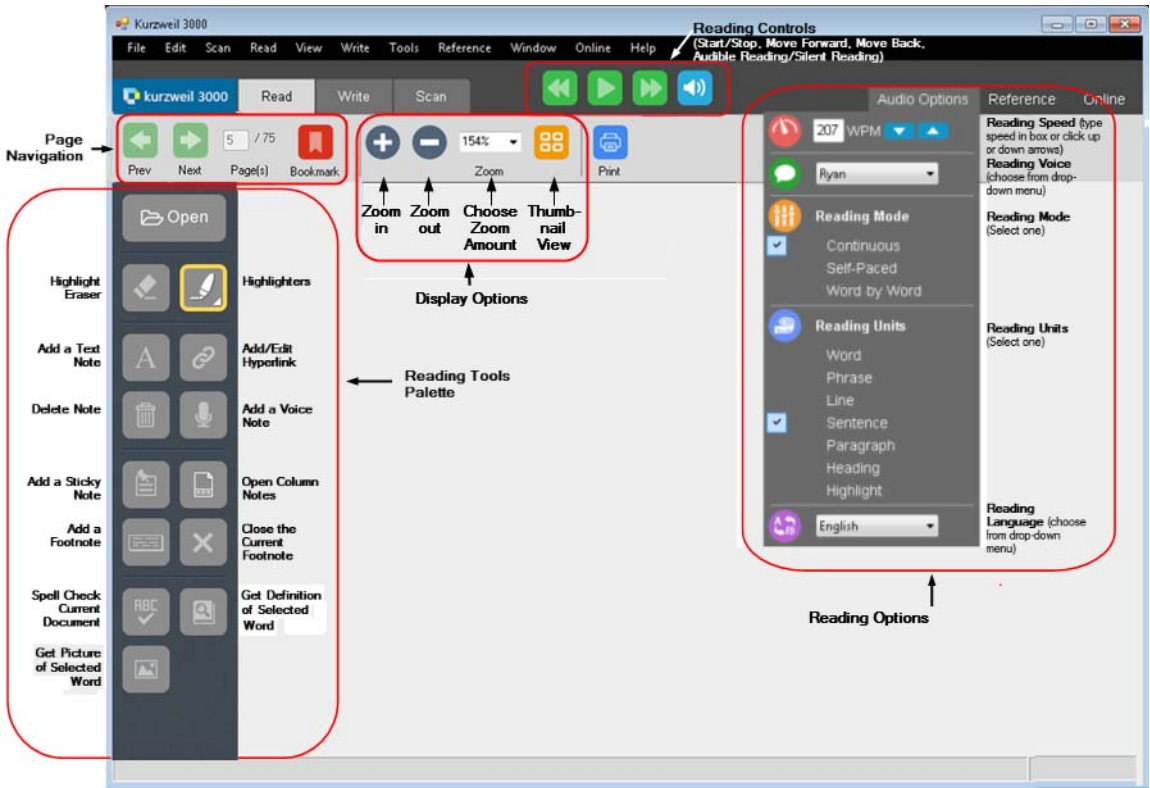 Kurzweil 3000
File Edit Scan Read View Write Tools Reference Window Online Help
Reading Controls
(Start/Stop, Move Forward, Move Back,
Audible Reading/Silent Reading)
kurzweil 3000 Read Write Scan
Audio Options Reference Online
Page
Navigation
5 / 75
Prev Next Page(s) Bookmark
154%
Zoom
Print
207 WPM
Reading Speed (type
speed in box or click up
or down arrows)
Ryan
Reading Voice
(choose from drop-
down menu)
Open
Zoom
in
Zoom
out
Choose
Zoom
Amount
Thumb-
nail
View
Display Options
Reading Mode
Continuous
Self-Paced
Word by Word
Reading Mode
(Select one)
Reading Units
Word
Phrase
Line
Sentence
Paragraph
Heading
Highlight
Reading Units
(Select one)
English
Reading
Language (choose
from drop-down
menu)
Reading Options
Highlight
Eraser
Highlighters
Add a Text
Note
A
Add/Edit
Hyperlink
Reading Tools
Palette
Delete Note
Add a Voice
Note
Add a Sticky
Note
Open Column
Notes
Add a
Footnote
Close the
Current
Footnote
Spell Check
Current
Document
ABC
Get Definition
of Selected
Word
Get Picture
of Selected
Word